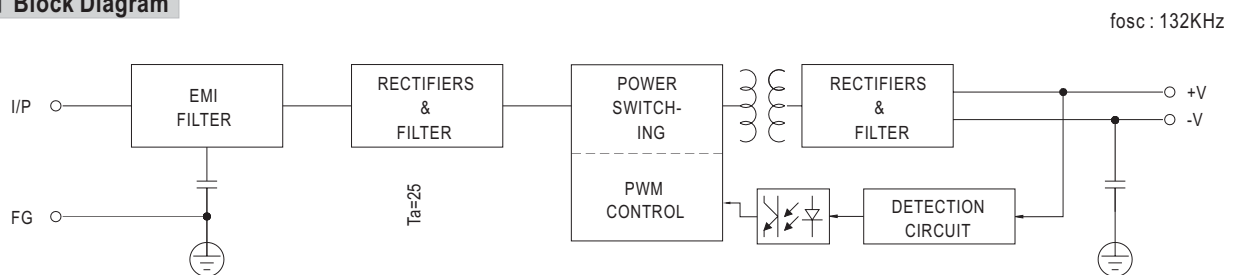 Block Diagram
fosc : 132KHz
I/P
EMI
FILTER
RECTIFIERS
&
FILTER
POWER
SWITCH-
ING
PWM
CONTROL
RECTIFIERS
&
FILTER
+V
-V
DETECTION
CIRCUIT
FG
Ta=25